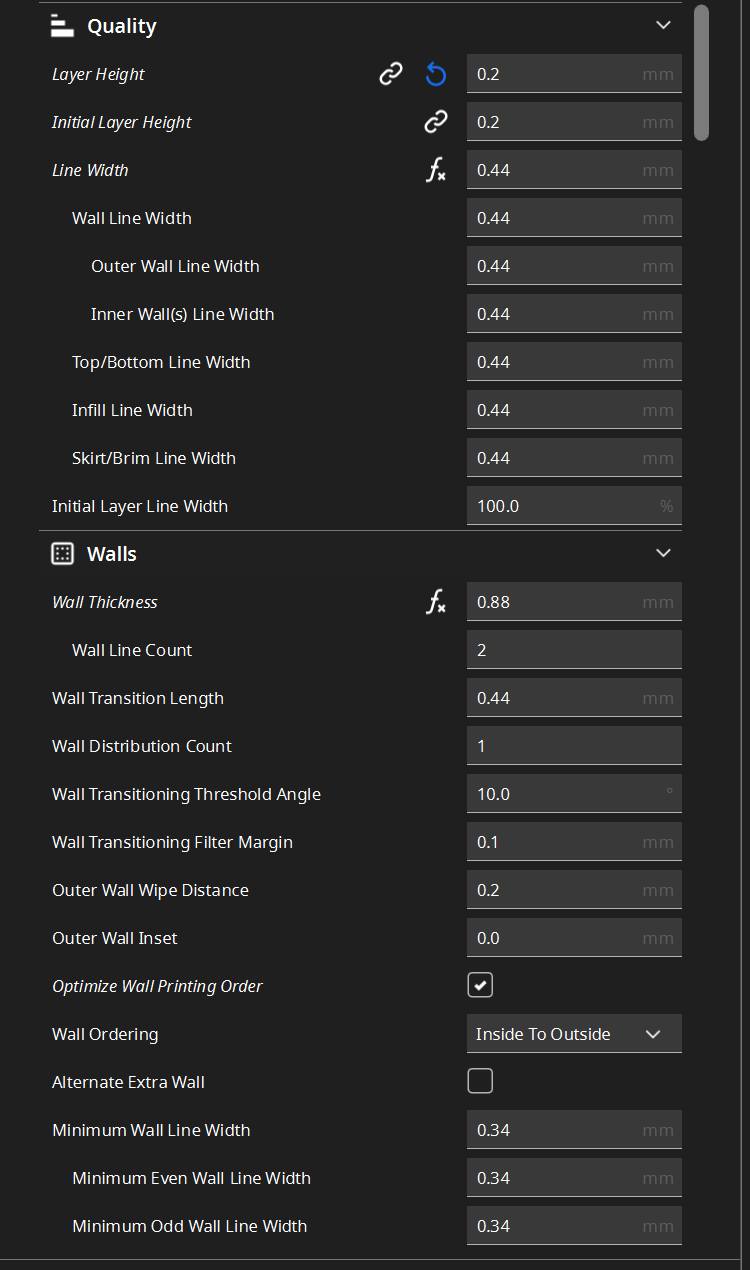 Quality
Layer Height 0.2 mm
Initial Layer Height 0.2 mm
Line Width fx 0.44 mm
Wall Line Width 0.44 mm
Outer Wall Line Width 0.44 mm
Inner Wall(s) Line Width 0.44 mm
Top/Bottom Line Width 0.44 mm
Infill Line Width 0.44 mm
Skirt/Brim Line Width 0.44 mm
Initial Layer Line Width 100.0 %
Walls
Wall Thickness fx 0.88 mm
Wall Line Count 2
Wall Transition Length 0.44 mm
Wall Distribution Count 1
Wall Transitioning Threshold Angle 10.0 °
Wall Transitioning Filter Margin 0.1 mm
Outer Wall Wipe Distance 0.2 mm
Outer Wall Inset 0.0 mm
Optimize Wall Printing Order
Wall Ordering Inside To Outside
Alternate Extra Wall
Minimum Wall Line Width 0.34 mm
Minimum Even Wall Line Width 0.34 mm
Minimum Odd Wall Line Width 0.34 mm